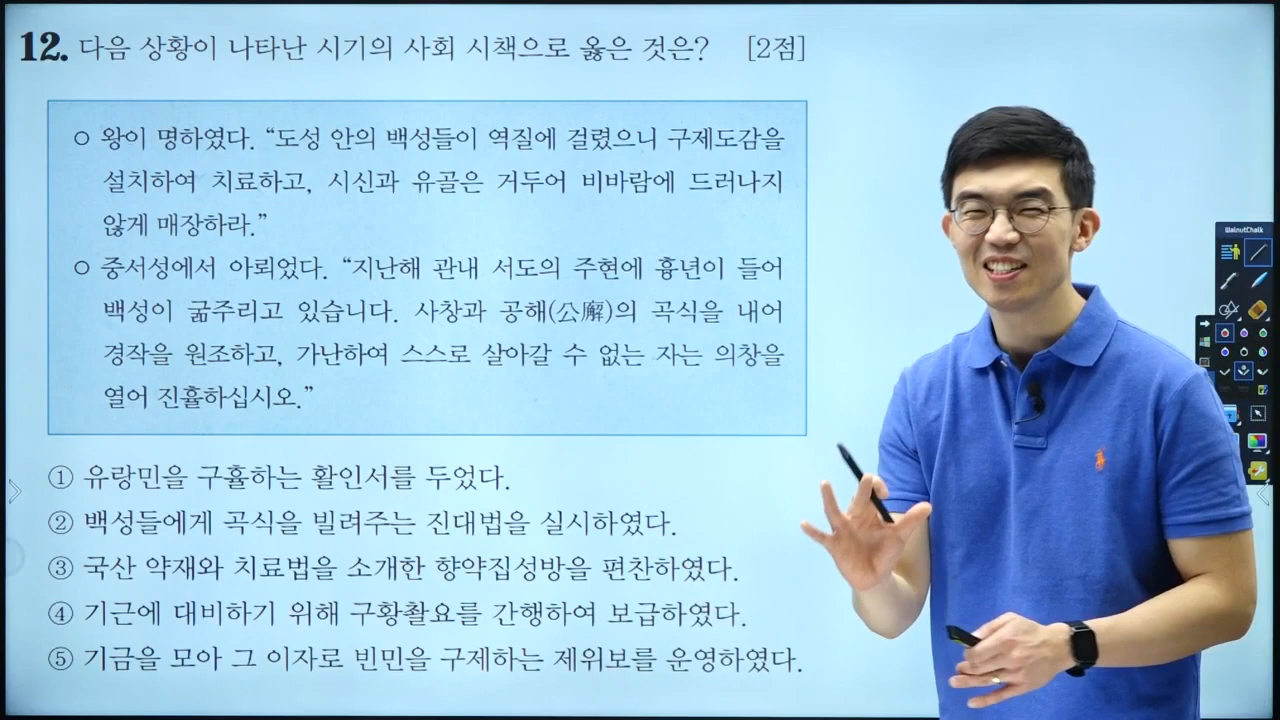 12. 다음 상황이 나타난 시기의 사회 시책으로 옳은 것은? [2점]
○ 왕이 명하였다. “도성 안의 백성들이 역질에 걸렸으니 구제도감을
설치하여 치료하고, 시신과 유골은 거두어 비바람에 드러나지
않게 매장하라.”
○ 중서성에서 아뢰었다. “지난해 관내 서도의 주현에 흉년이 들어
백성이 굶주리고 있습니다. 사창과 공해(公廨)의 곡식을 내어
경작을 원조하고, 가난하여 스스로 살아갈 수 없는 자는 의창을
열어 진휼하십시오.”
① 유랑민을 구휼하는 활인서를 두었다.
② 백성들에게 곡식을 빌려주는 진대법을 실시하였다.
③ 국산 약재와 치료법을 소개한 향약집성방을 편찬하였다.
④ 기근에 대비하기 위해 구황촬요를 간행하여 보급하였다.
⑤ 기금을 모아 그 이자로 빈민을 구제하는 제위보를 운영하였다.
WalnutChalk